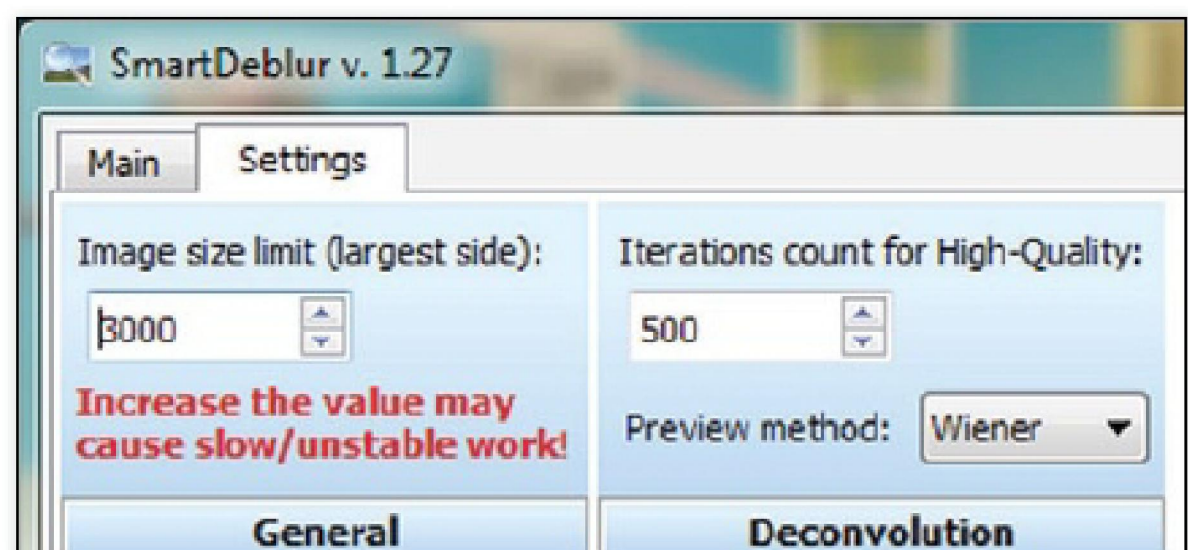 SmartDeblur v. 1.27
Main Settings
Image size limit (largest side):
3000
Increase the value may
cause slow/unstable work!
General
Iterations count for High-Quality:
500
Preview method: Wiener
Deconvolution